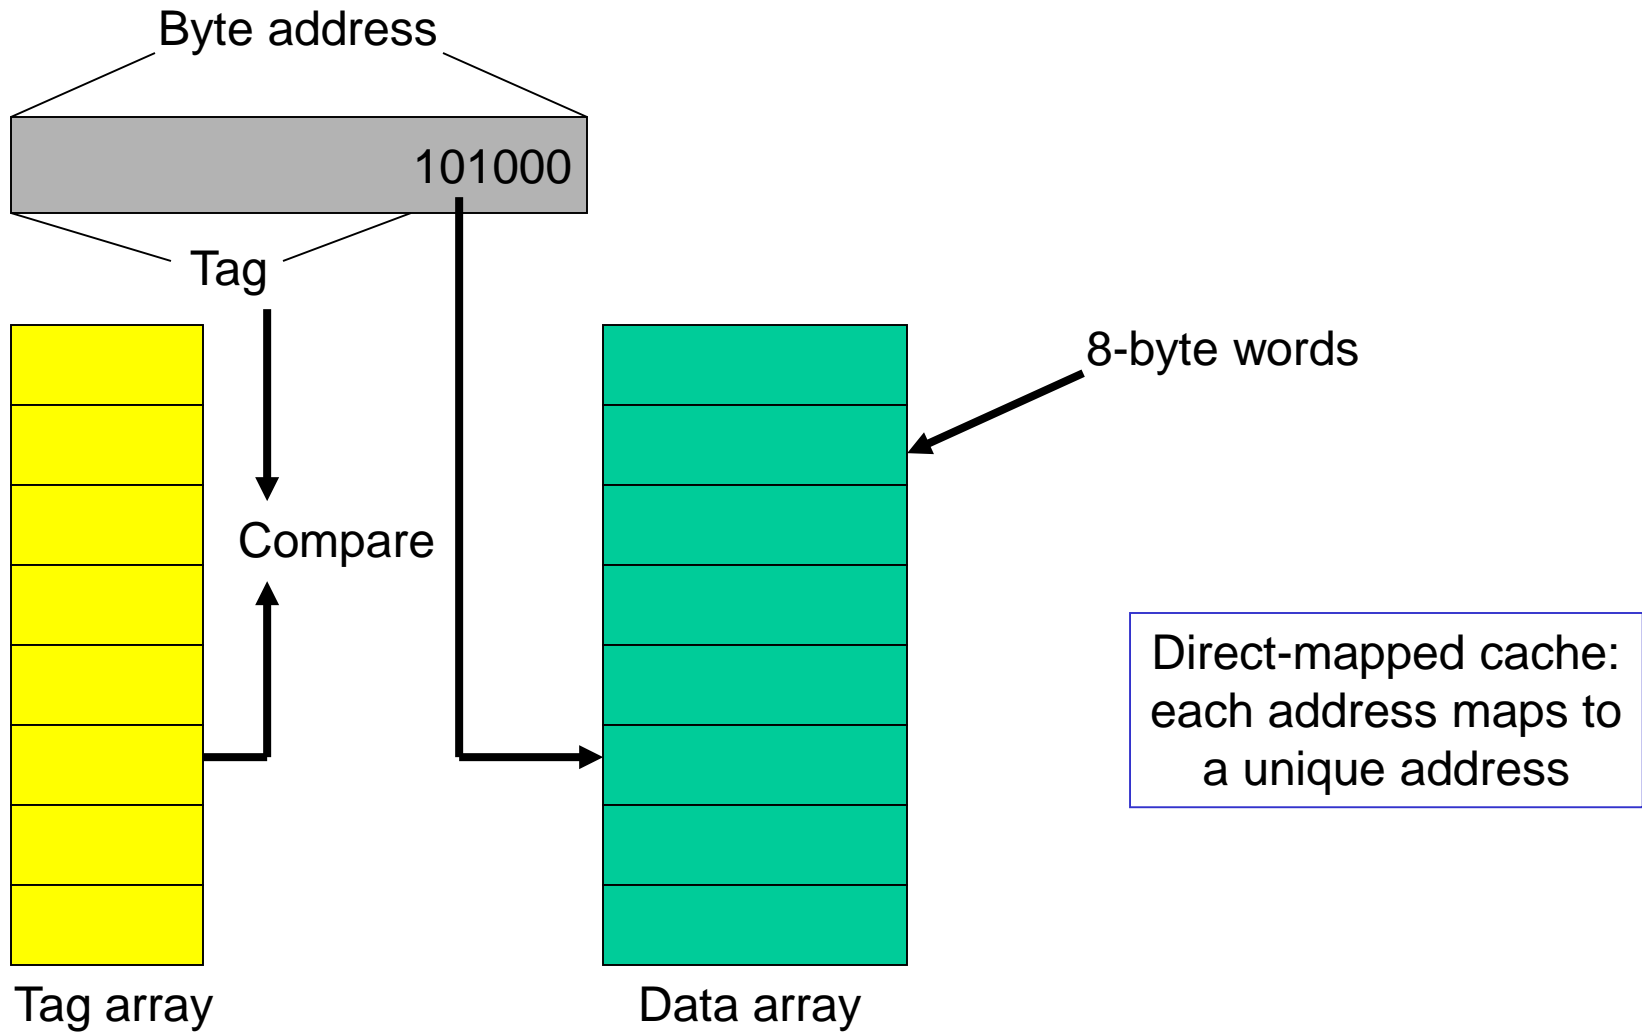 Byte address
101000
Tag
8-byte words
Compare
Direct-mapped cache:
each address maps to
a unique address
Tag array
Data array